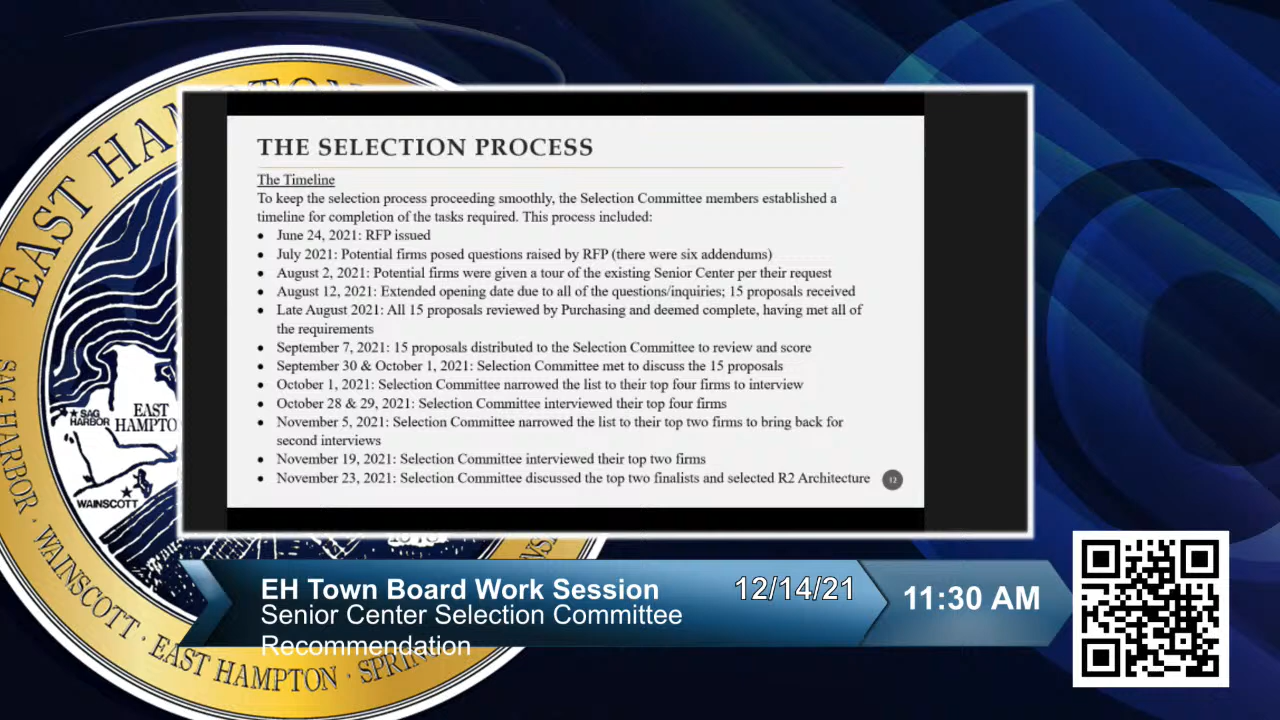 THE SELECTION PROCESS
The Timeline
To keep the selection process proceeding smoothly, the Selection Committee members established a
timeline for completion of the tasks required. This process included:
• June 24, 2021: RFP issued
• July 2021: Potential firms posed questions raised by RFP (there were six addendums)
• August 2, 2021: Potential firms were given a tour of the existing Senior Center per their request
• August 12, 2021: Extended opening date due to all of the questions/inquiries; 15 proposals received
• Late August 2021: All 15 proposals reviewed by Purchasing and deemed complete, having met all of
the requirements
• September 7, 2021: 15 proposals distributed to the Selection Committee to review and score
• September 30 & October 1, 2021: Selection Committee met to discuss the 15 proposals
• October 1, 2021: Selection Committee narrowed the list to their top four firms to interview
• October 28 & 29, 2021: Selection Committee interviewed their top four firms
• November 5, 2021: Selection Committee narrowed the list to their top two firms to bring back for
second interviews
• November 19, 2021: Selection Committee interviewed their top two firms
• November 23, 2021: Selection Committee discussed the top two finalists and selected R2 Architecture
12
EH Town Board Work Session
12/14/21
11:30 AM
Senior Center Selection Committee
Recommendation
EAST HAMPTON
SAG HARBOR · WAINSCOTT · EAST HAMPTON ·
SAG
HARBOR
EAST
HAMPTO
WAINSCOTT